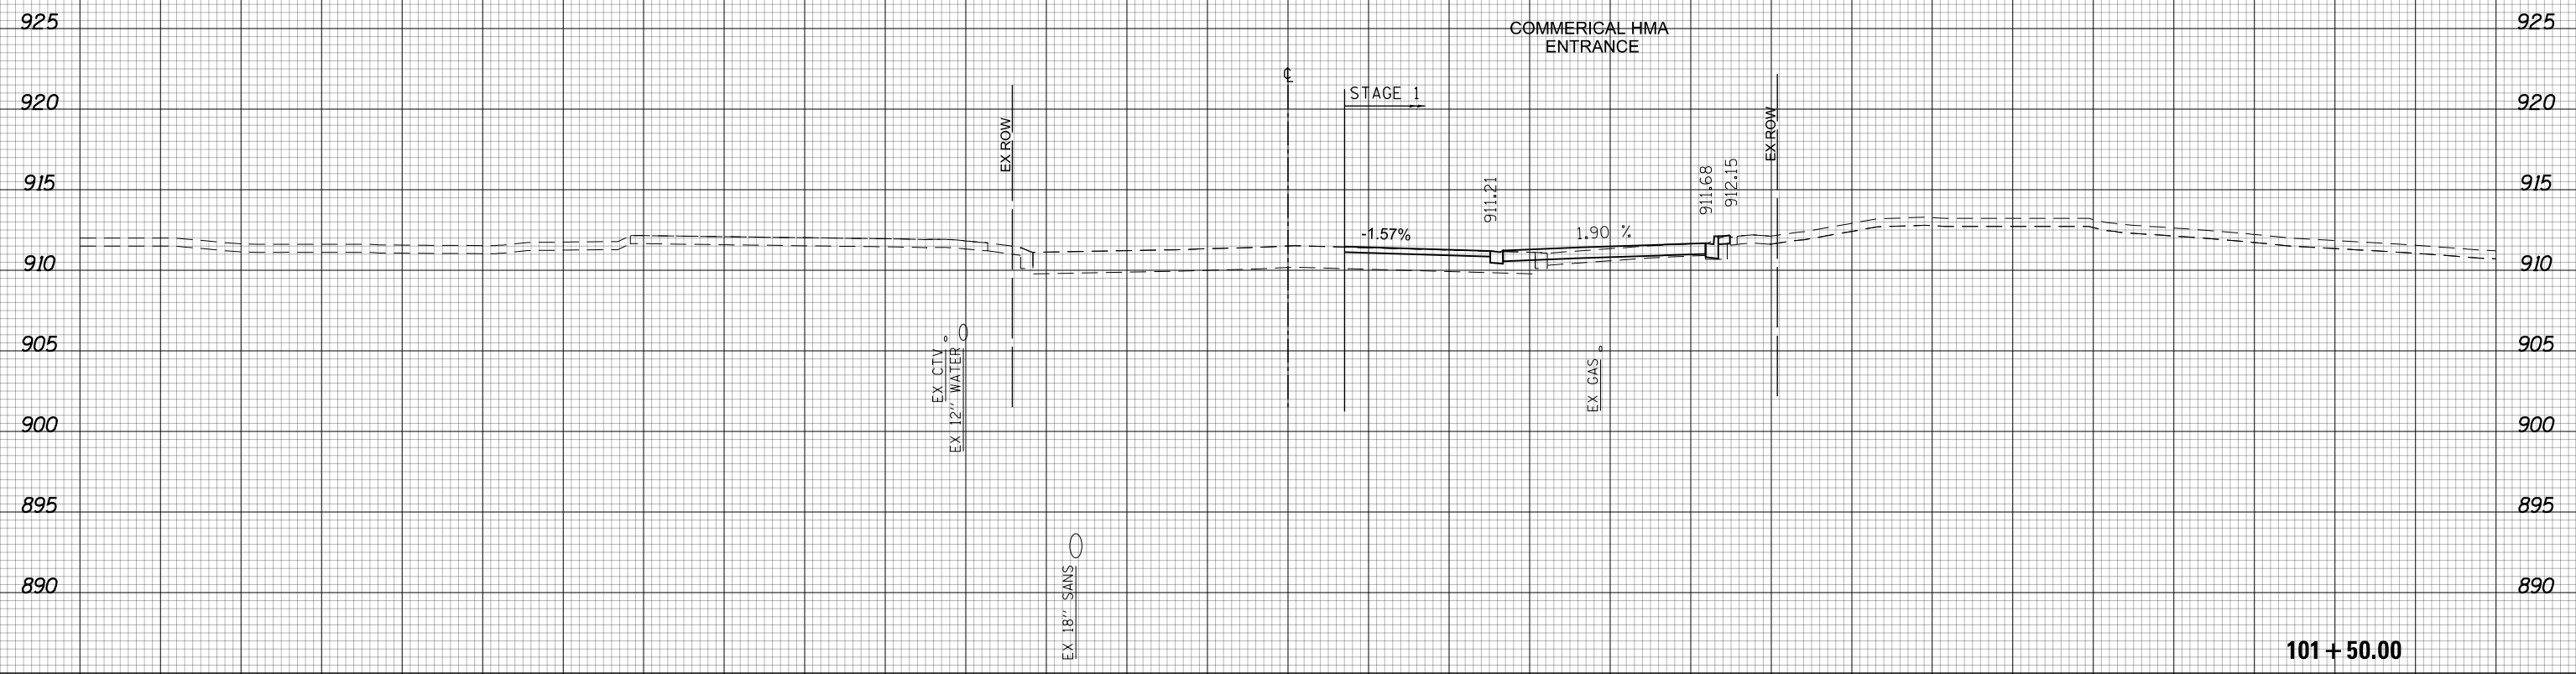 925
COMMERICAL HMA
ENTRANCE
925
℄
920
STAGE 1
920
EX ROW
EX ROW
915
911.21
911.68
912.15
915
-1.57%
1.90 %
910
910
905
905
EX CTV
EX 12" WATER
EX GAS
900
900
895
895
EX 18" SANS
890
890
101 + 50.00